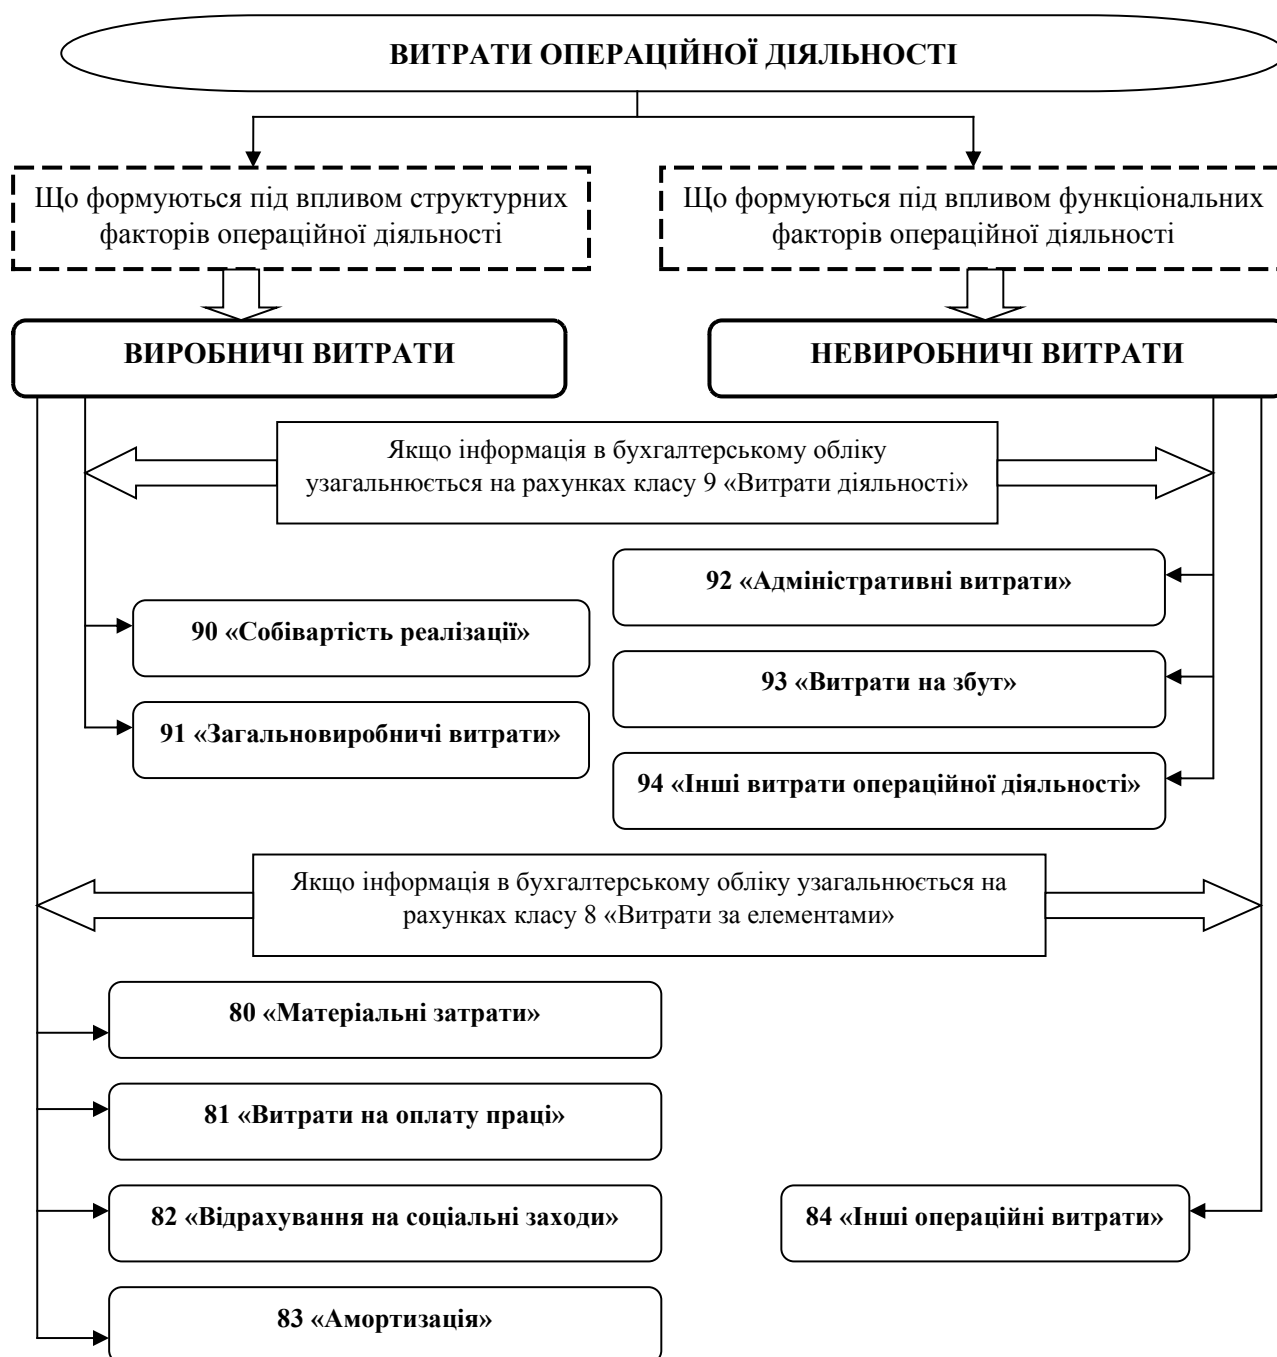 ВИТРАТИ ОПЕРАЦІЙНОЇ ДІЯЛЬНОСТІ
Що формуються під впливом структурних
факторів операційної діяльності
Що формуються під впливом функціональних
факторів операційної діяльності
ВИРОБНИЧІ ВИТРАТИ
НЕВИРОБНИЧІ ВИТРАТИ
Якщо інформація в бухгалтерському обліку
узагальнюється на рахунках класу 9 «Витрати діяльності»
92 «Адміністративні витрати»
90 «Собівартість реалізації»
93 «Витрати на збут»
91 «Загальновиробничі витрати»
94 «Інші витрати операційної діяльності»
Якщо інформація в бухгалтерському обліку узагальнюється на
рахунках класу 8 «Витрати за елементами»
80 «Матеріальні затрати»
81 «Витрати на оплату праці»
82 «Відрахування на соціальні заходи»
84 «Інші операційні витрати»
83 «Амортизація»